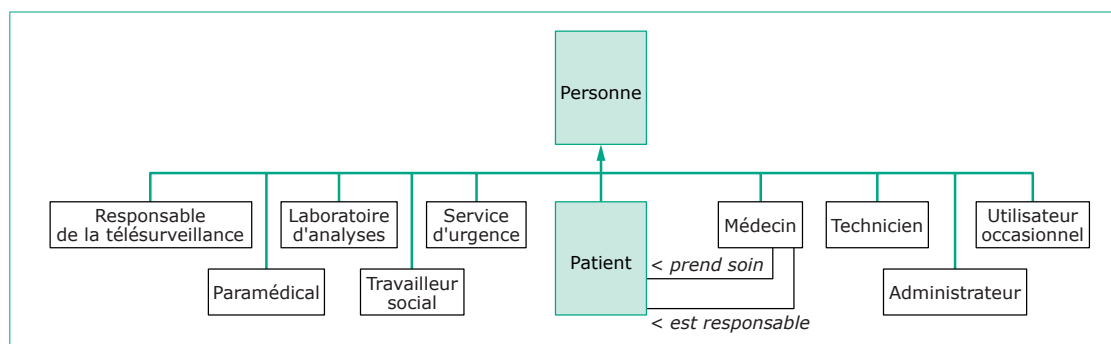 Personne
Responsable
de la télésurveillance
Laboratoire
d'analyses
Service
d'urgence
Patient
Médecin
Technicien
Utilisateur
occasionnel
Paramédical
Travailleur
social
< prend soin
Administrateur
< est responsable